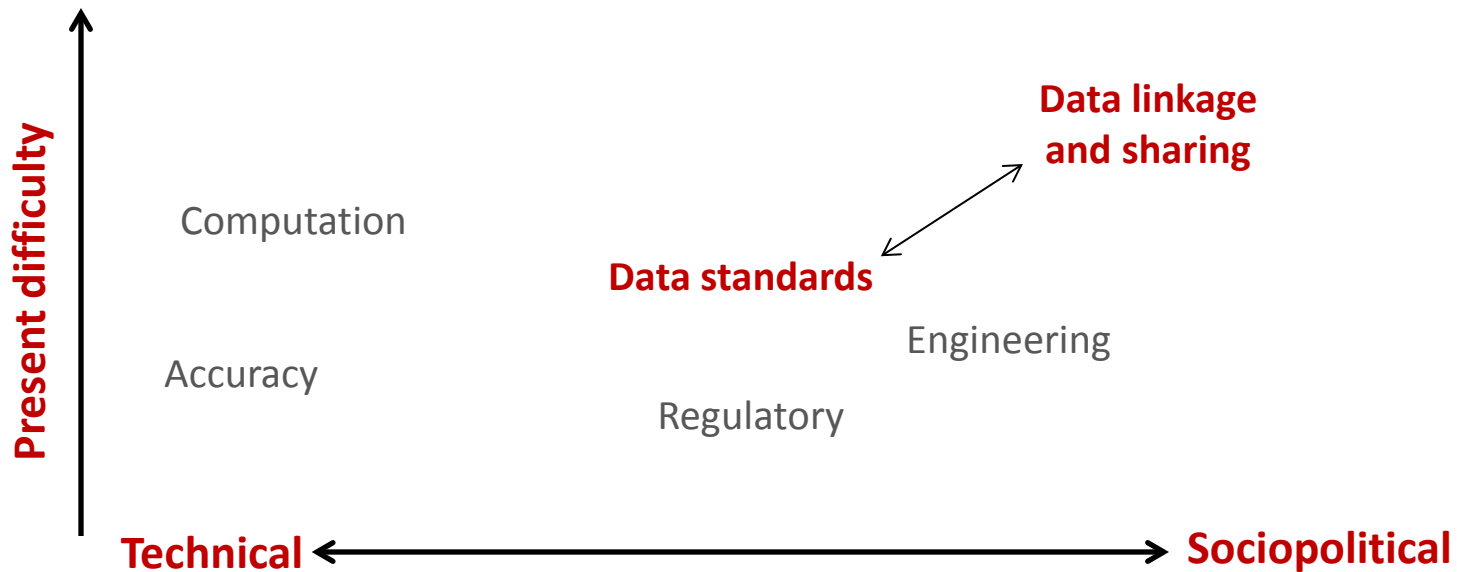 Present difficulty
Data linkage
and sharing
Computation
Data standards
Engineering
Accuracy
Regulatory
Technical
Sociopolitical